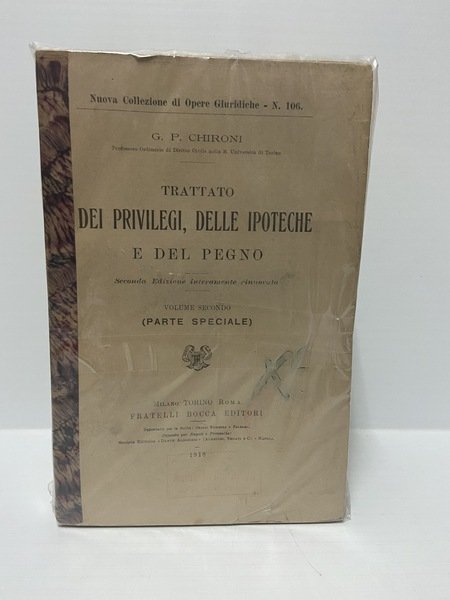 Nuova Collezione di Opere Giuridiche - N. 106.
G. P. CHIRONI
Professore Ordinario di Diritto Civile nella R. Università di Torino
TRATTATO
DEI PRIVILEGI, DELLE IPOTECHE
E DEL PEGNO
Seconda Edizione interamente rinnovata
VOLUME SECONDO
(PARTE SPECIALE)
MILANO TORINO ROMA
FRATELLI BOCCA EDITORI
1918